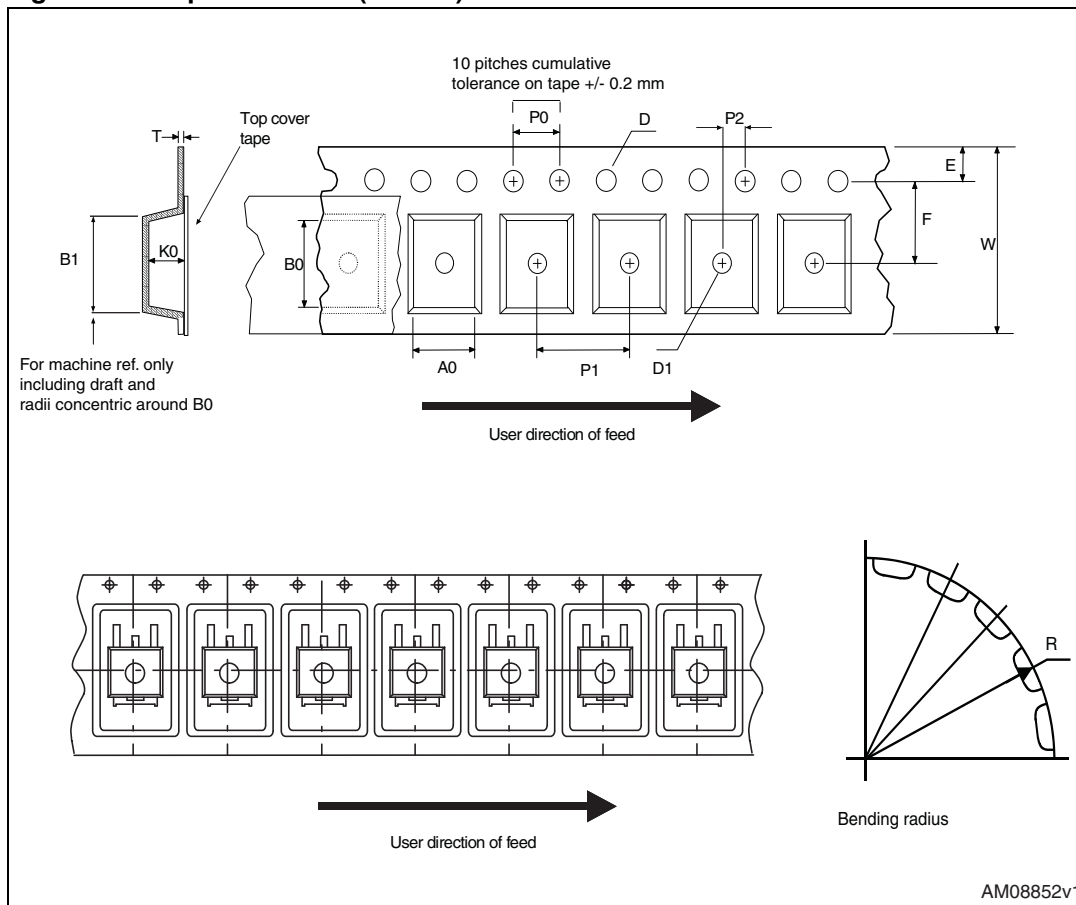 10 pitches cumulative
tolerance on tape +/- 0.2 mm
P0
D
P2
T
Top cover
tape
E
F
W
B1
K0
B0
For machine ref. only
including draft and
radii concentric around B0
A0
P1
D1
User direction of feed
R
Bending radius
User direction of feed
AM08852v1